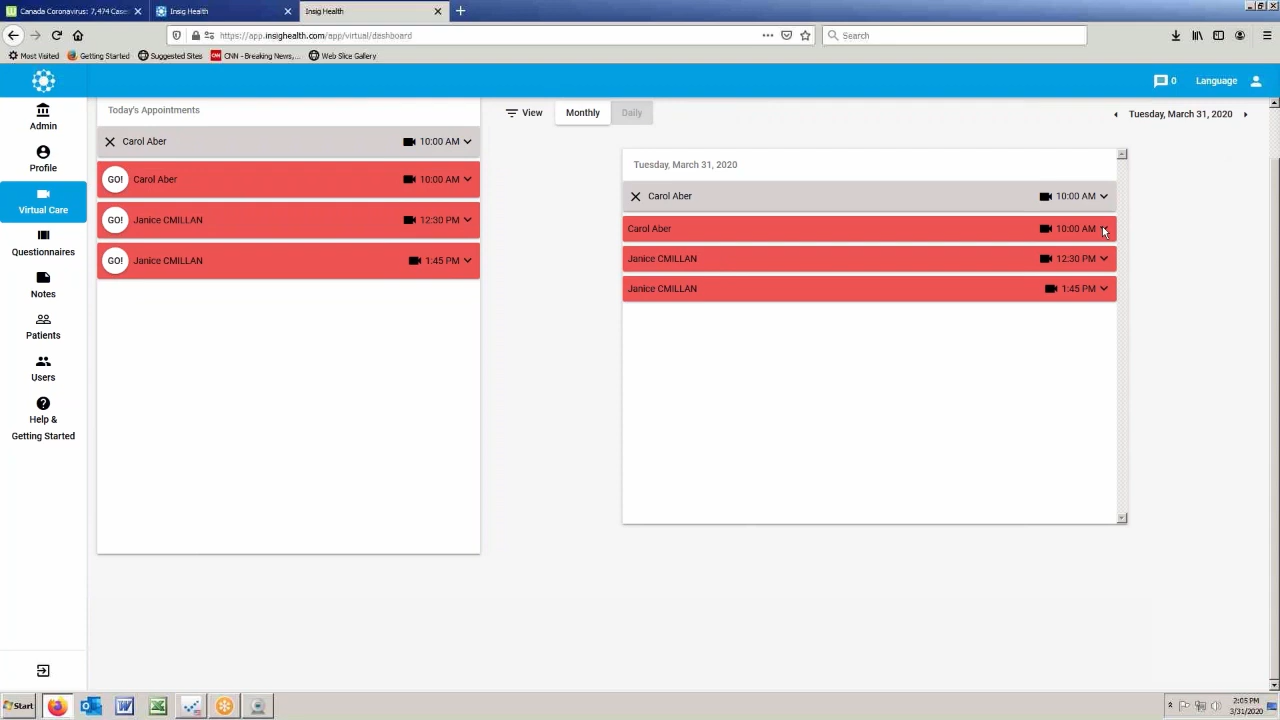 Canada Coronavirus: 7,474 Case
Insig Health
Insig Health
https://app.insighealth.com/app/virtual/dashboard
Search
Most Visited
Getting Started
Suggested Sites
CNN - Breaking News,...
Web Slice Gallery
0
Language
Admin
Profile
Virtual Care
Questionnaires
Notes
Patients
Users
Help &
Getting Started
Today's Appointments
Carol Aber 10:00 AM
GO! Carol Aber 10:00 AM
GO! Janice CMILLAN 12:30 PM
GO! Janice CMILLAN 1:45 PM
View Monthly Daily
Tuesday, March 31, 2020
Tuesday, March 31, 2020
Carol Aber 10:00 AM
Carol Aber 10:00 AM
Janice CMILLAN 12:30 PM
Janice CMILLAN 1:45 PM
Start
2:05 PM
3/31/2020